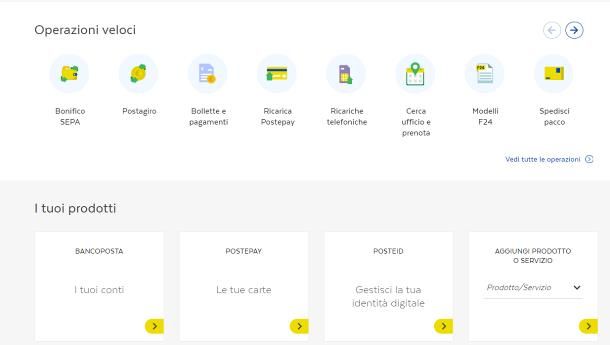 Operazioni veloci
Bonifico
SEPA
Postagiro
Bollette e
pagamenti
Ricarica
Postepay
Ricariche
telefoniche
Cerca
ufficio e
prenota
Modelli
F24
Spedisci
pacco
Vedi tutte le operazioni
I tuoi prodotti
BANCOPOSTA
I tuoi conti
POSTEPAY
Le tue carte
POSTEID
Gestisci la tua
identità digitale
AGGIUNGI PRODOTTO
O SERVIZIO
Prodotto/Servizio